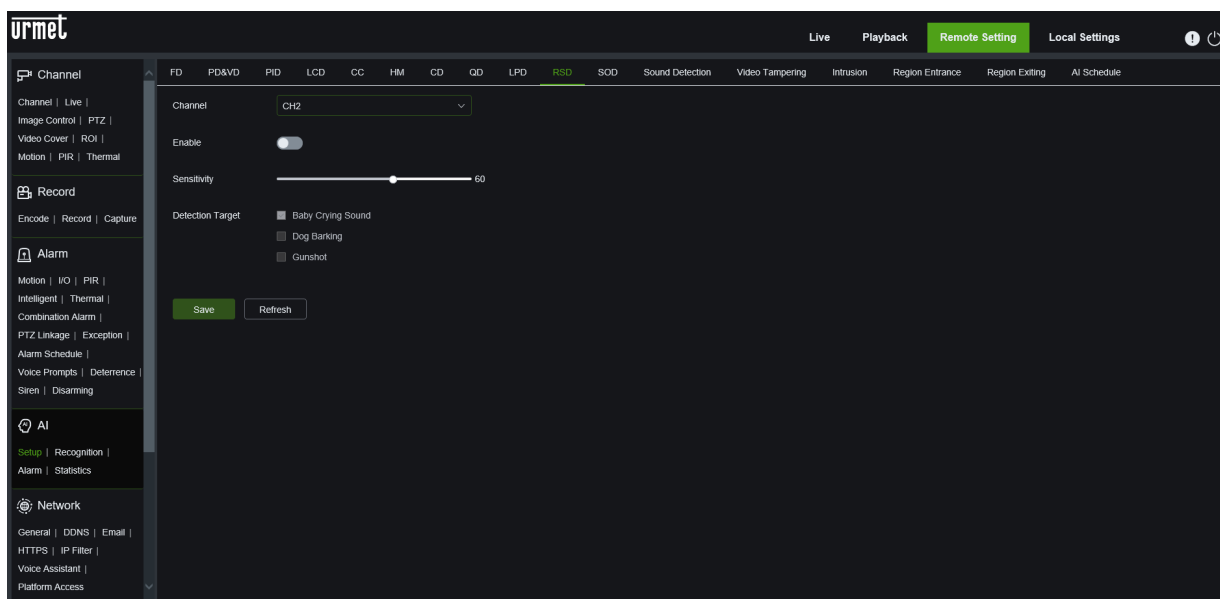 urmet
Live Playback Remote Setting Local Settings
Channel
Channel | Live |
Image Control | PTZ |
Video Cover | ROI |
Motion | PIR | Thermal
Record
Encode | Record | Capture
Alarm
Motion | I/O | PIR |
Intelligent | Thermal |
Combination Alarm |
PTZ Linkage | Exception |
Alarm Schedule |
Voice Prompts | Deterrence |
Siren | Disarming
AI
Setup | Recognition |
Alarm | Statistics
Network
General | DDNS | Email |
HTTPS | IP Filter |
Voice Assistant |
Platform Access
FD PD&VD PID LCD CC HM CD QD LPD RSD SOD Sound Detection Video Tampering Intrusion Region Entrance Region Exiting AI Schedule
Channel CH2
Enable
Sensitivity 60
Detection Target Baby Crying Sound
Dog Barking
Gunshot
Save Refresh